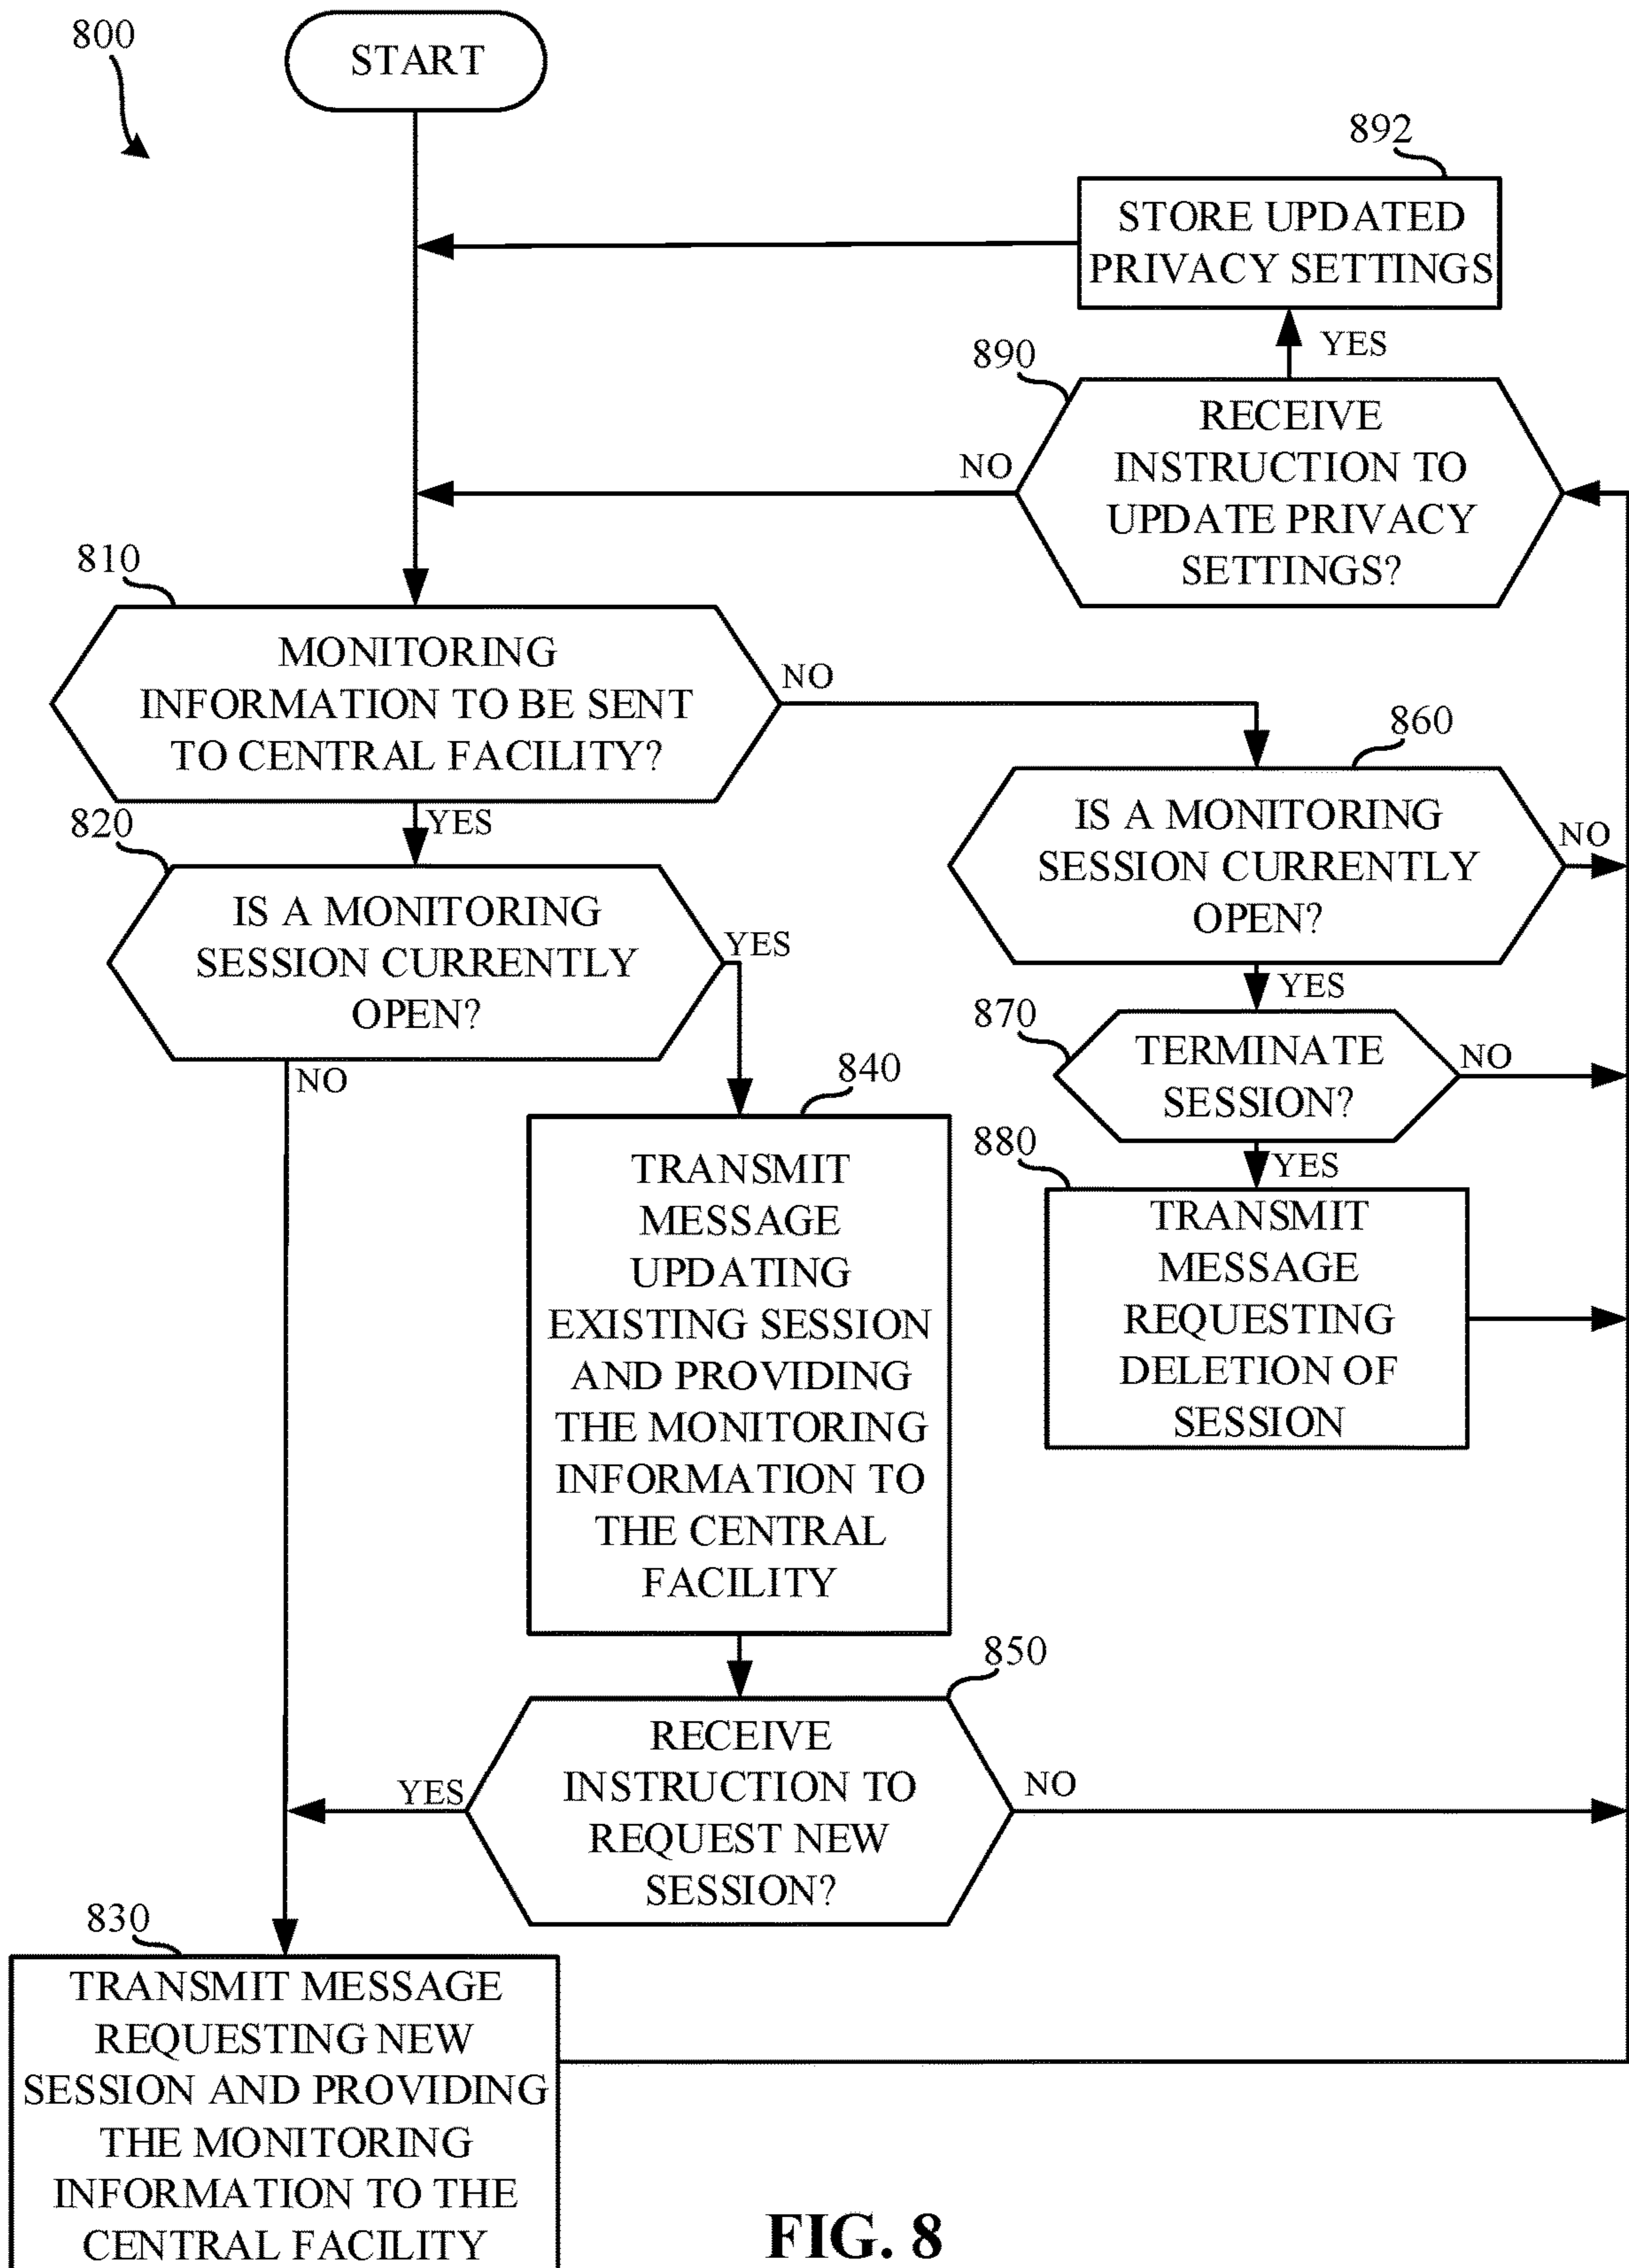 800
START
892
STORE UPDATED
PRIVACY SETTINGS
YES
890
RECEIVE
INSTRUCTION TO
UPDATE PRIVACY
SETTINGS?
NO
810
MONITORING
INFORMATION TO BE SENT
TO CENTRAL FACILITY?
NO
YES
860
IS A MONITORING
SESSION CURRENTLY
OPEN?
NO
YES
820
IS A MONITORING
SESSION CURRENTLY
OPEN?
YES
NO
870
TERMINATE
SESSION?
NO
YES
880
TRANSMIT
MESSAGE
REQUESTING
DELETION OF
SESSION
840
TRANSMIT
MESSAGE
UPDATING
EXISTING SESSION
AND PROVIDING
THE MONITORING
INFORMATION TO
THE CENTRAL
FACILITY
850
RECEIVE
INSTRUCTION TO
REQUEST NEW
SESSION?
YES
NO
830
TRANSMIT MESSAGE
REQUESTING NEW
SESSION AND PROVIDING
THE MONITORING
INFORMATION TO THE
CENTRAL FACILITY
FIG. 8